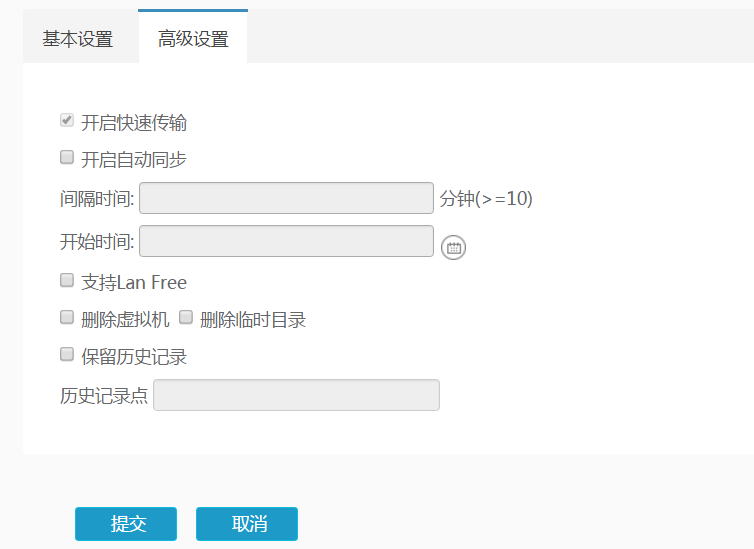 基本设置 高级设置
开启快速传输
开启自动同步
间隔时间: 分钟(>=10)
开始时间:
支持Lan Free
删除虚拟机 删除临时目录
保留历史记录
历史记录点
提交 取消